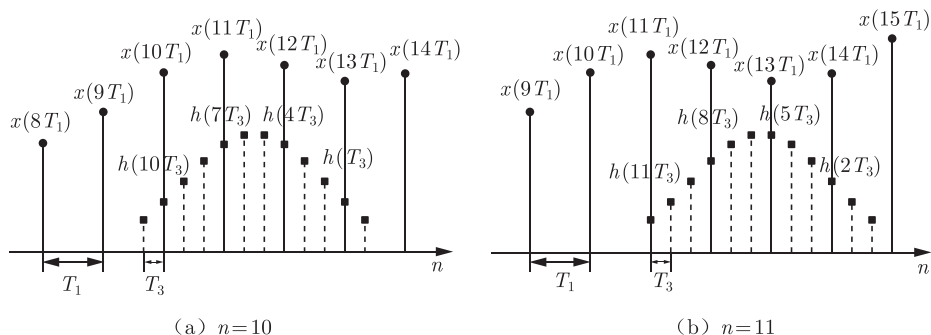 x(8T₁)
x(9T₁)
x(10T₁)
x(11T₁)
x(12T₁)
x(13T₁)
x(14T₁)
h(10T₃)
h(7T₃)
h(4T₃)
h(T₃)
n
T₁
T₃
(a) n=10
x(9T₁)
x(10T₁)
x(11T₁)
x(12T₁)
x(13T₁)
x(14T₁)
x(15T₁)
h(11T₃)
h(8T₃)
h(5T₃)
h(2T₃)
n
T₁
T₃
(b) n=11